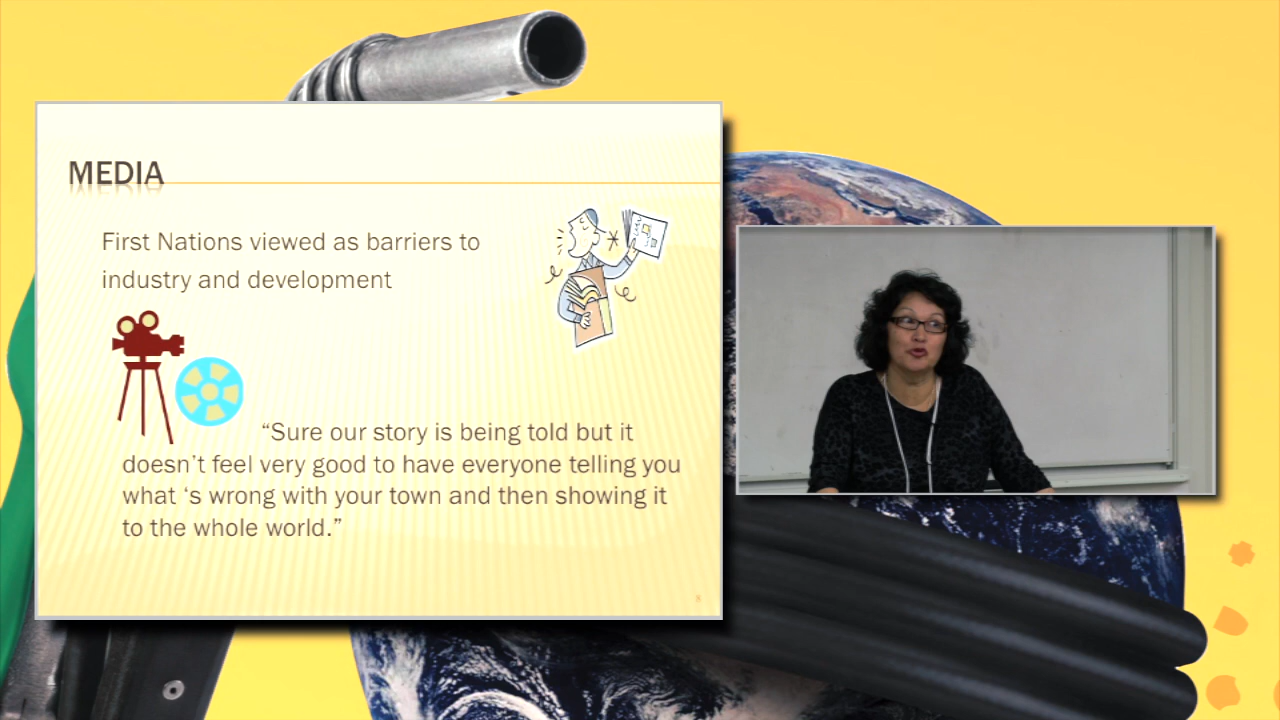 MEDIA
First Nations viewed as barriers to
industry and development
“Sure our story is being told but it
doesn’t feel very good to have everyone telling you
what ‘s wrong with your town and then showing it
to the whole world.”